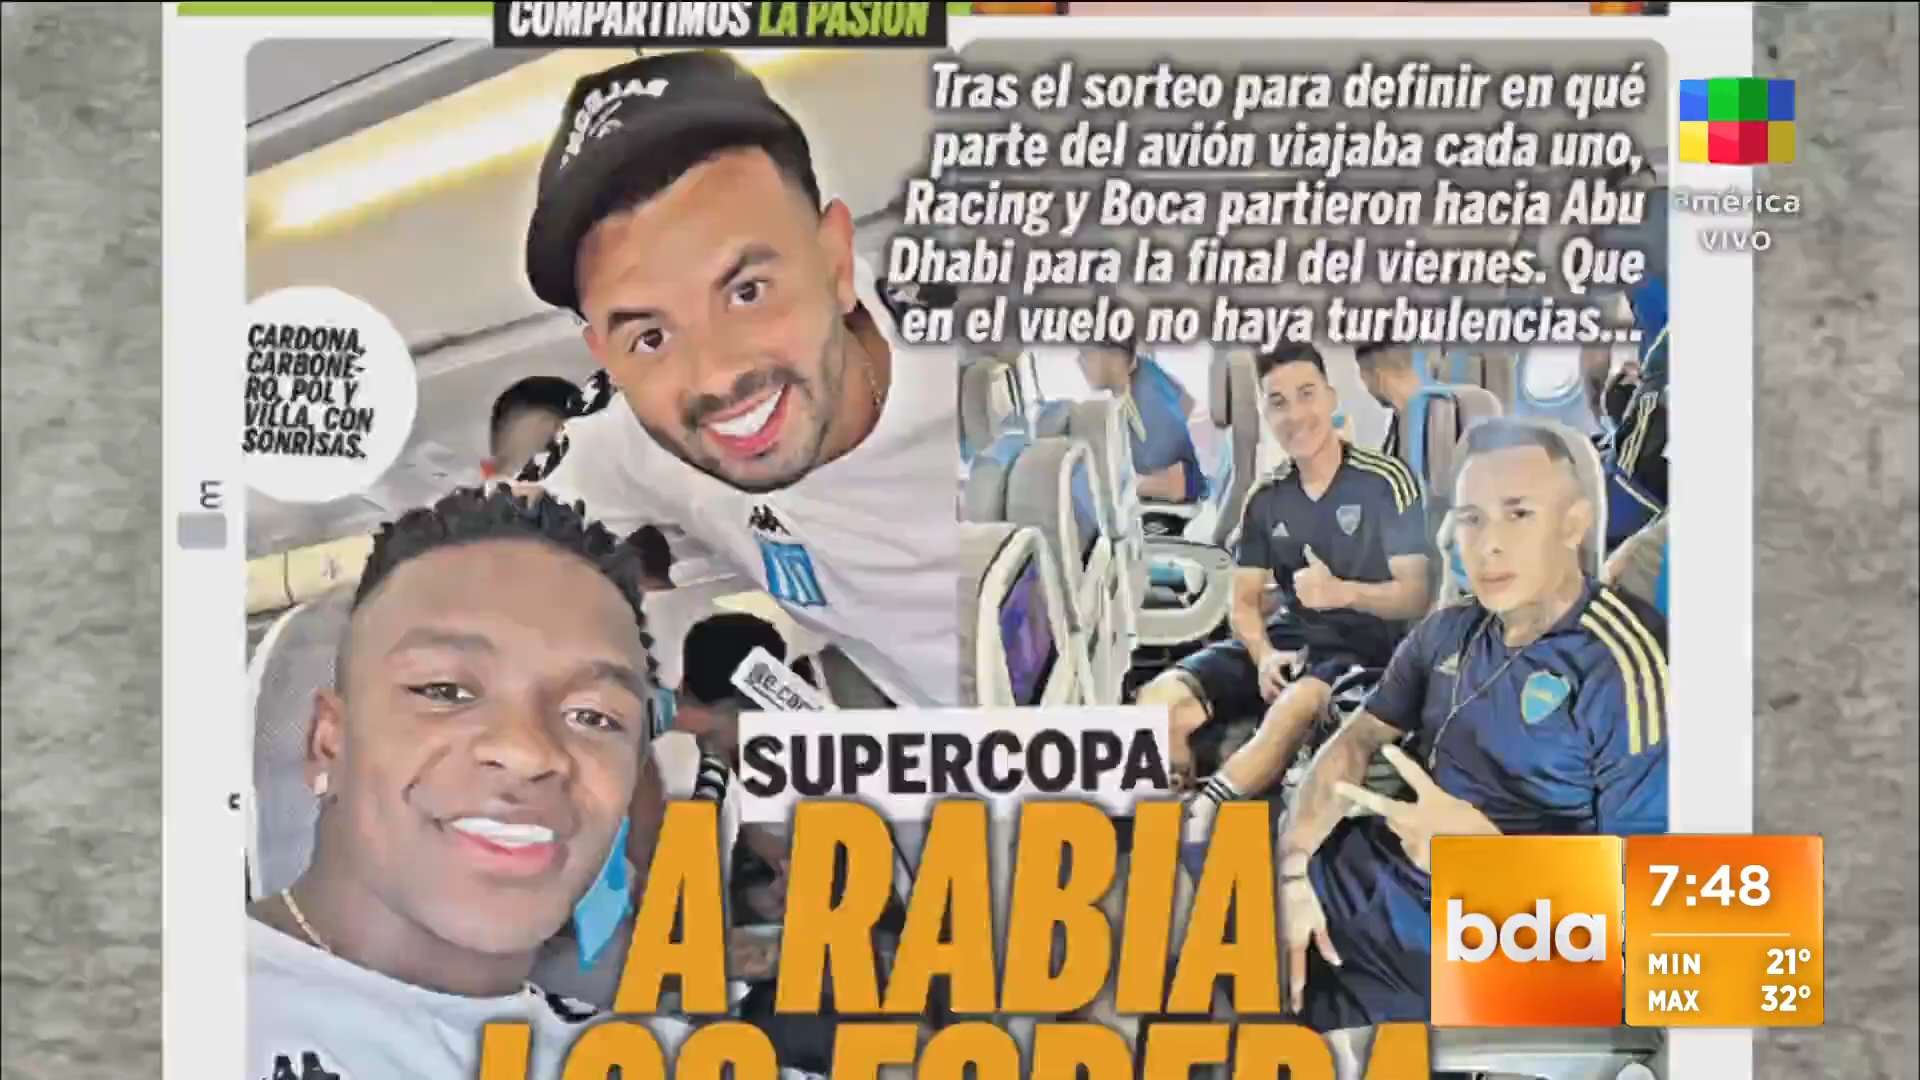 COMPARTIMOS LA PASIÓN
Tras el sorteo para definir en qué
parte del avión viajaba cada uno,
Racing y Boca partieron hacia Abu
Dhabi para la final del viernes. Que
en el vuelo no haya turbulencias...
américa
VIVO
CARDONA,
CARBONE-
RO, POL Y
VILLA, CON
SONRISAS.
SUPERCOPA
A RABIA
LOS ESPERA
bda
7:48
MIN 21°
MAX 32°